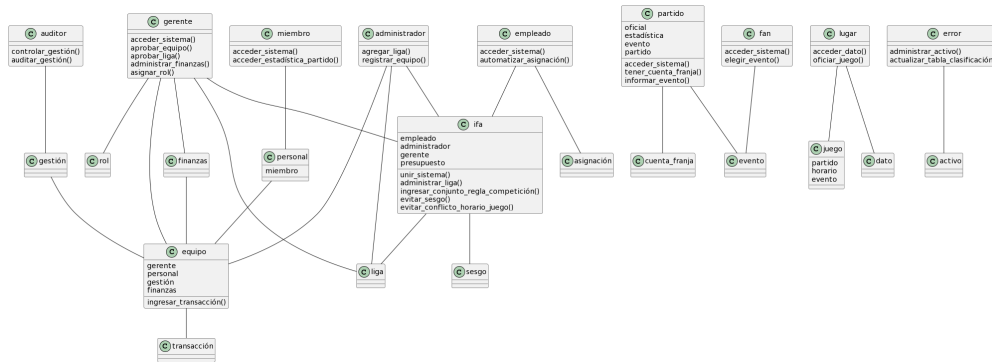 C auditor
controlar_gestión()
auditar_gestión()
C gerente
acceder_sistema()
aprobar_equipo()
aprobar_liga()
administrar_finanzas()
asignar_rol()
C miembro
acceder_sistema()
acceder_estadística_partido()
C administrador
agregar_liga()
registrar_equipo()
C empleado
acceder_sistema()
automatizar_asignación()
C partido
oficial
estadística
evento
partido
acceder_sistema()
tener_cuenta_franja()
informar_evento()
C fan
acceder_sistema()
elegir_evento()
C lugar
acceder_dato()
oficiar_juego()
C error
administrar_activo()
actualizar_tabla_clasificación()
C gestión
C rol
C finanzas
C personal
miembro
C ifa
empleado
administrador
gerente
presupuesto
unir_sistema()
administrar_liga()
ingresar_conjunto_regla_competición()
evitar_sesgo()
evitar_conflicto_horario_juego()
C asignación
C cuenta_franja
C evento
C juego
partido
horario
evento
C dato
C activo
C equipo
gerente
personal
gestión
finanzas
ingresar_transacción()
C liga
C sesgo
C transacción